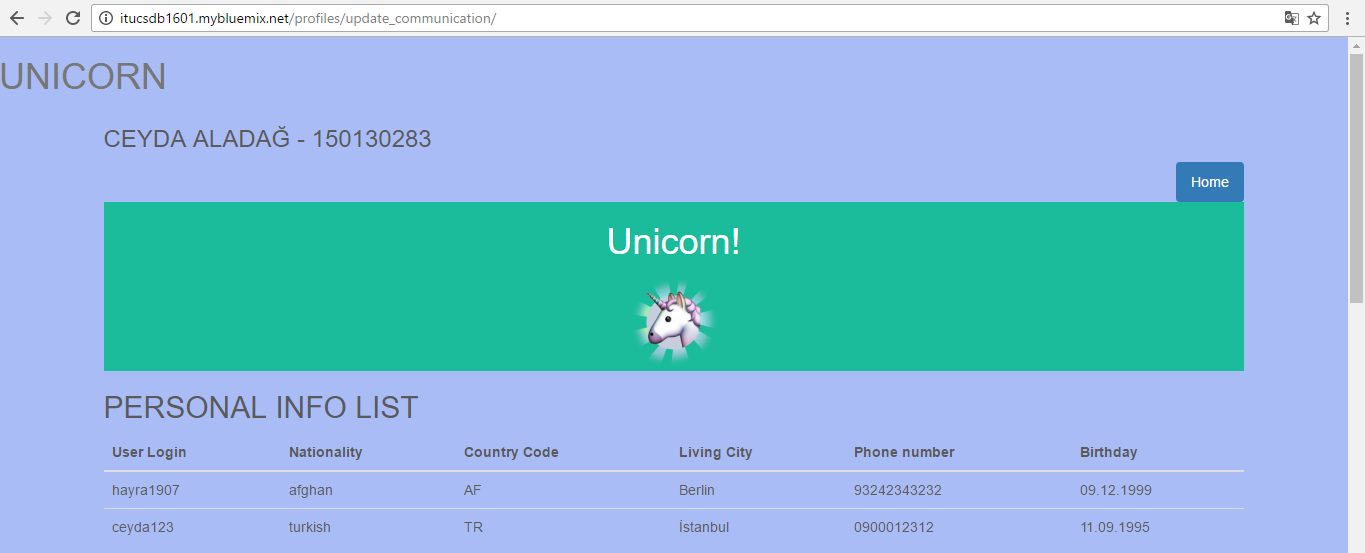 itucsdb1601.mybluemix.net/profiles/update_communication/
UNICORN
CEYDA ALADAĞ - 150130283
Home
Unicorn!
PERSONAL INFO LIST
User Login Nationality Country Code Living City Phone number Birthday
hayra1907 afghan AF Berlin 93242343232 09.12.1999
ceyda123 turkish TR İstanbul 0900012312 11.09.1995